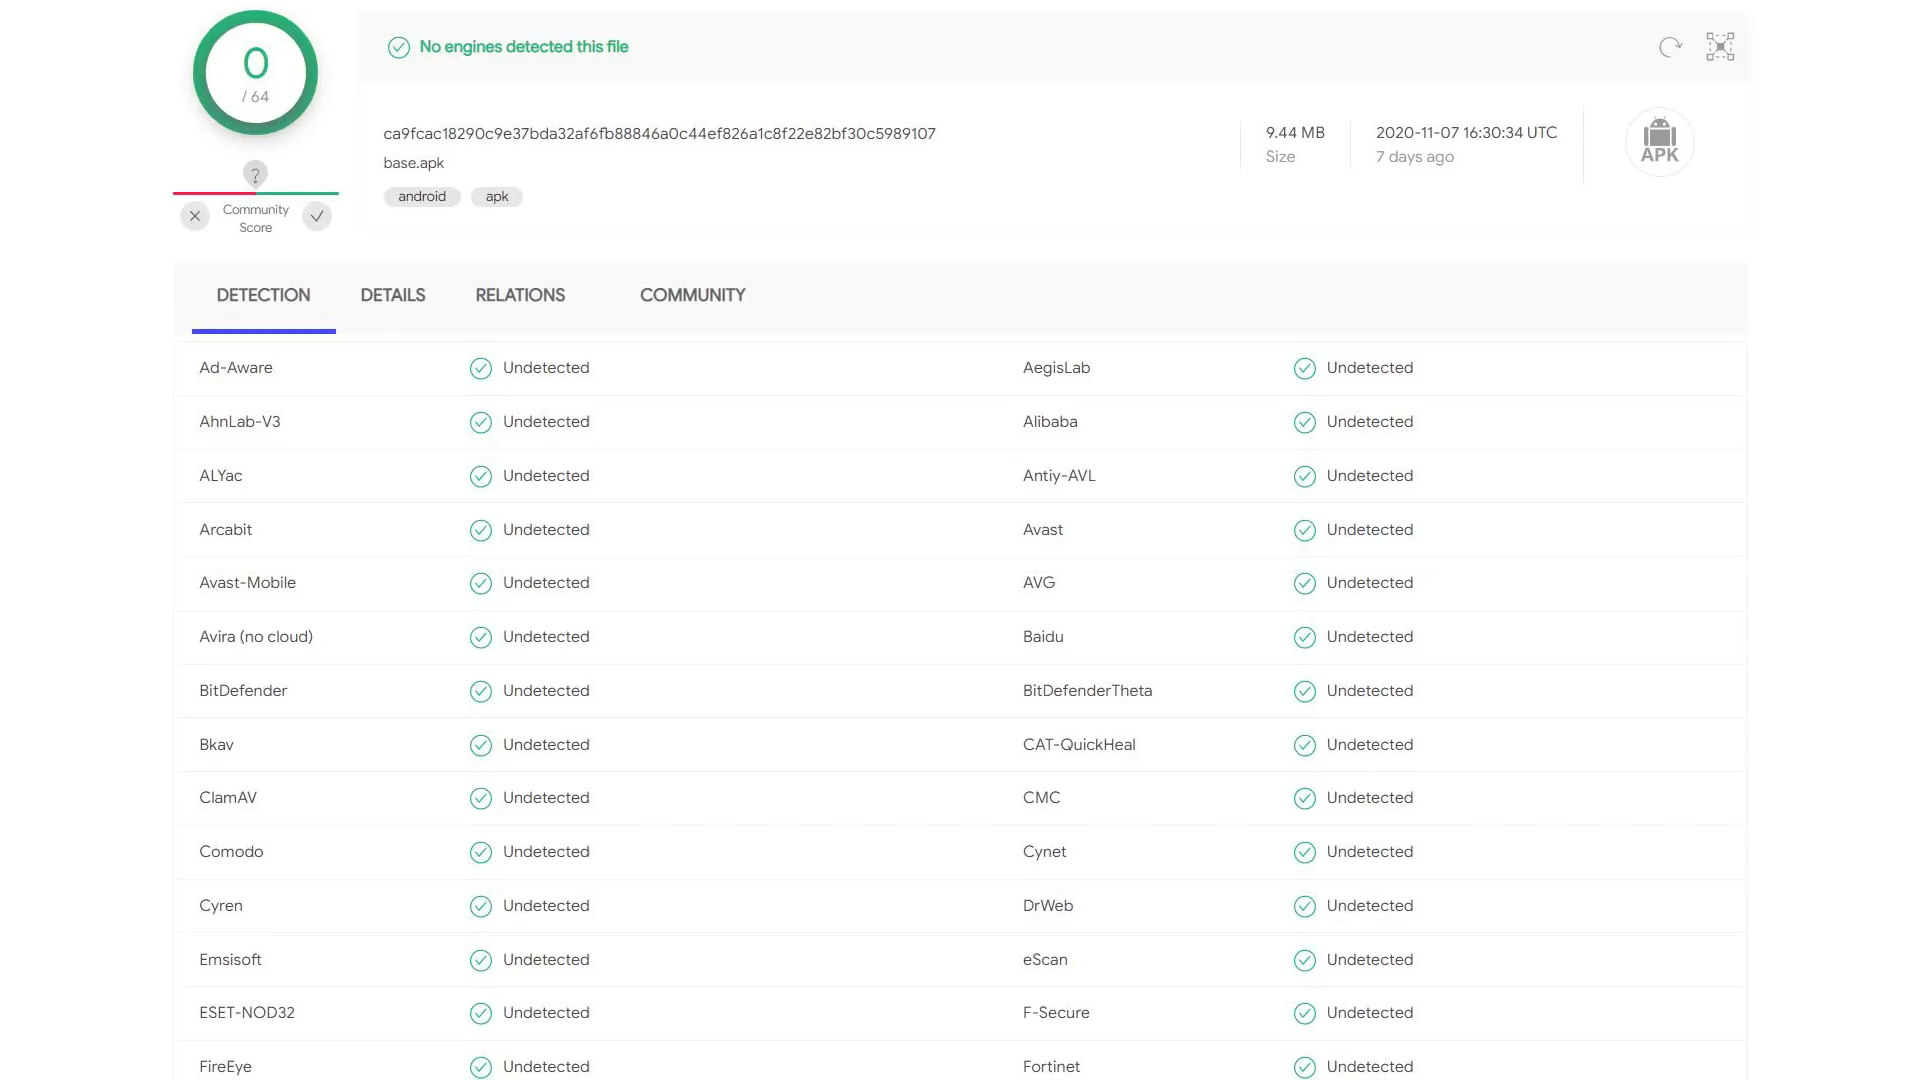 0
/ 64
?
Community
Score
No engines detected this file
ca9fcac18290c9e37bda32af6fb88846a0c44ef826a1c8f22e82bf30c5989107
base.apk
android apk
9.44 MB
Size
2020-11-07 16:30:34 UTC
7 days ago
APK
DETECTION DETAILS RELATIONS COMMUNITY
Ad-Aware Undetected AegisLab Undetected
AhnLab-V3 Undetected Alibaba Undetected
ALYac Undetected Antiy-AVL Undetected
Arcabit Undetected Avast Undetected
Avast-Mobile Undetected AVG Undetected
Avira (no cloud) Undetected Baidu Undetected
BitDefender Undetected BitDefenderTheta Undetected
Bkav Undetected CAT-QuickHeal Undetected
ClamAV Undetected CMC Undetected
Comodo Undetected Cynet Undetected
Cyren Undetected DrWeb Undetected
Emsisoft Undetected eScan Undetected
ESET-NOD32 Undetected F-Secure Undetected
FireEye Undetected Fortinet Undetected